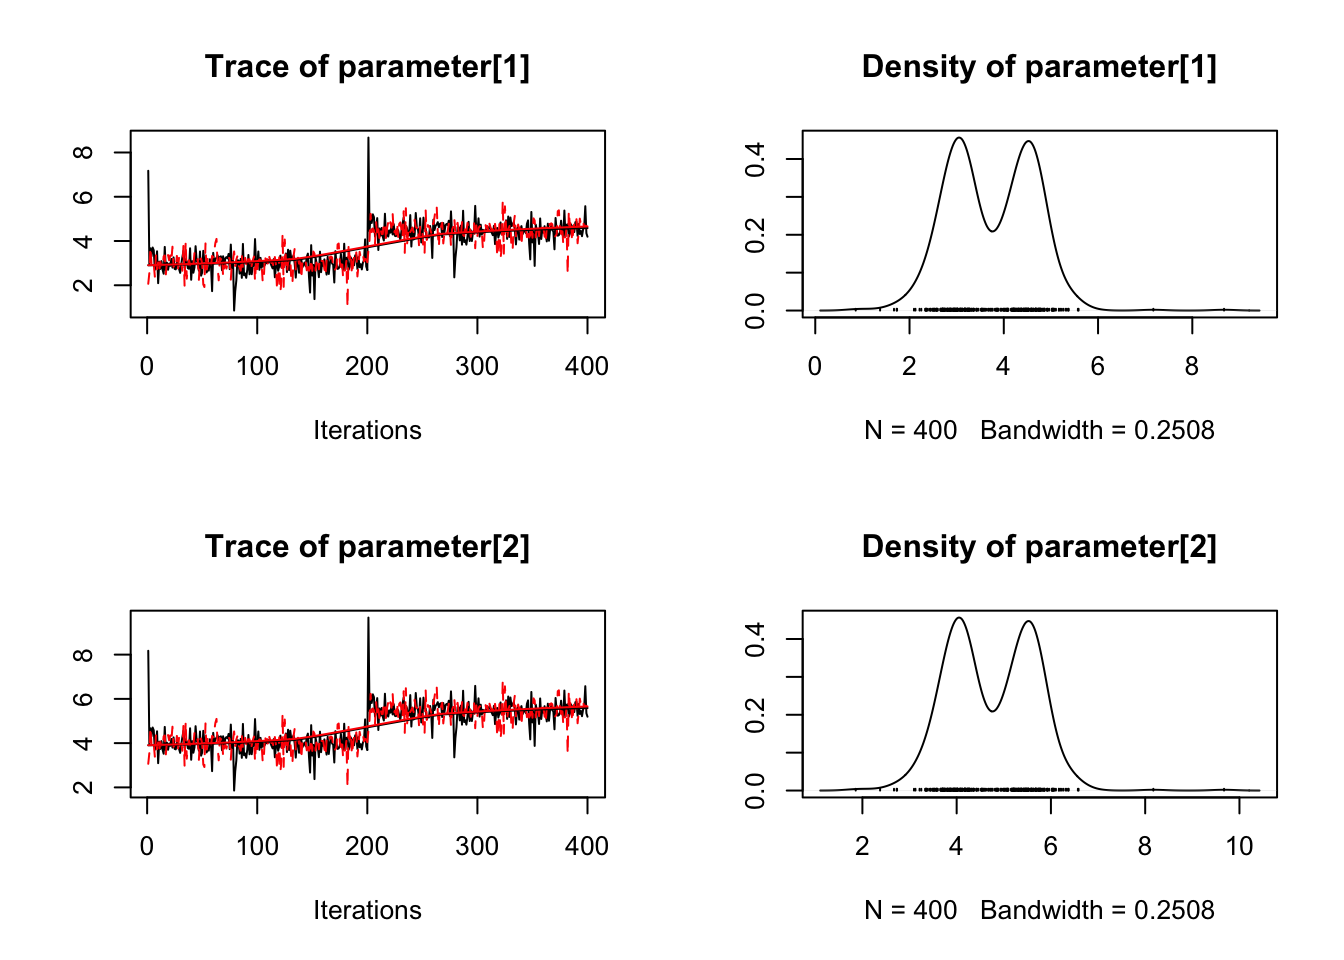 Trace of parameter[1]
8
6
4
2
0 100 200 300 400
Iterations
Density of parameter[1]
0.4
0.2
0.0
0 2 4 6 8
N = 400 Bandwidth = 0.2508
Trace of parameter[2]
8
6
4
2
0 100 200 300 400
Iterations
Density of parameter[2]
0.4
0.2
0.0
2 4 6 8 10
N = 400 Bandwidth = 0.2508